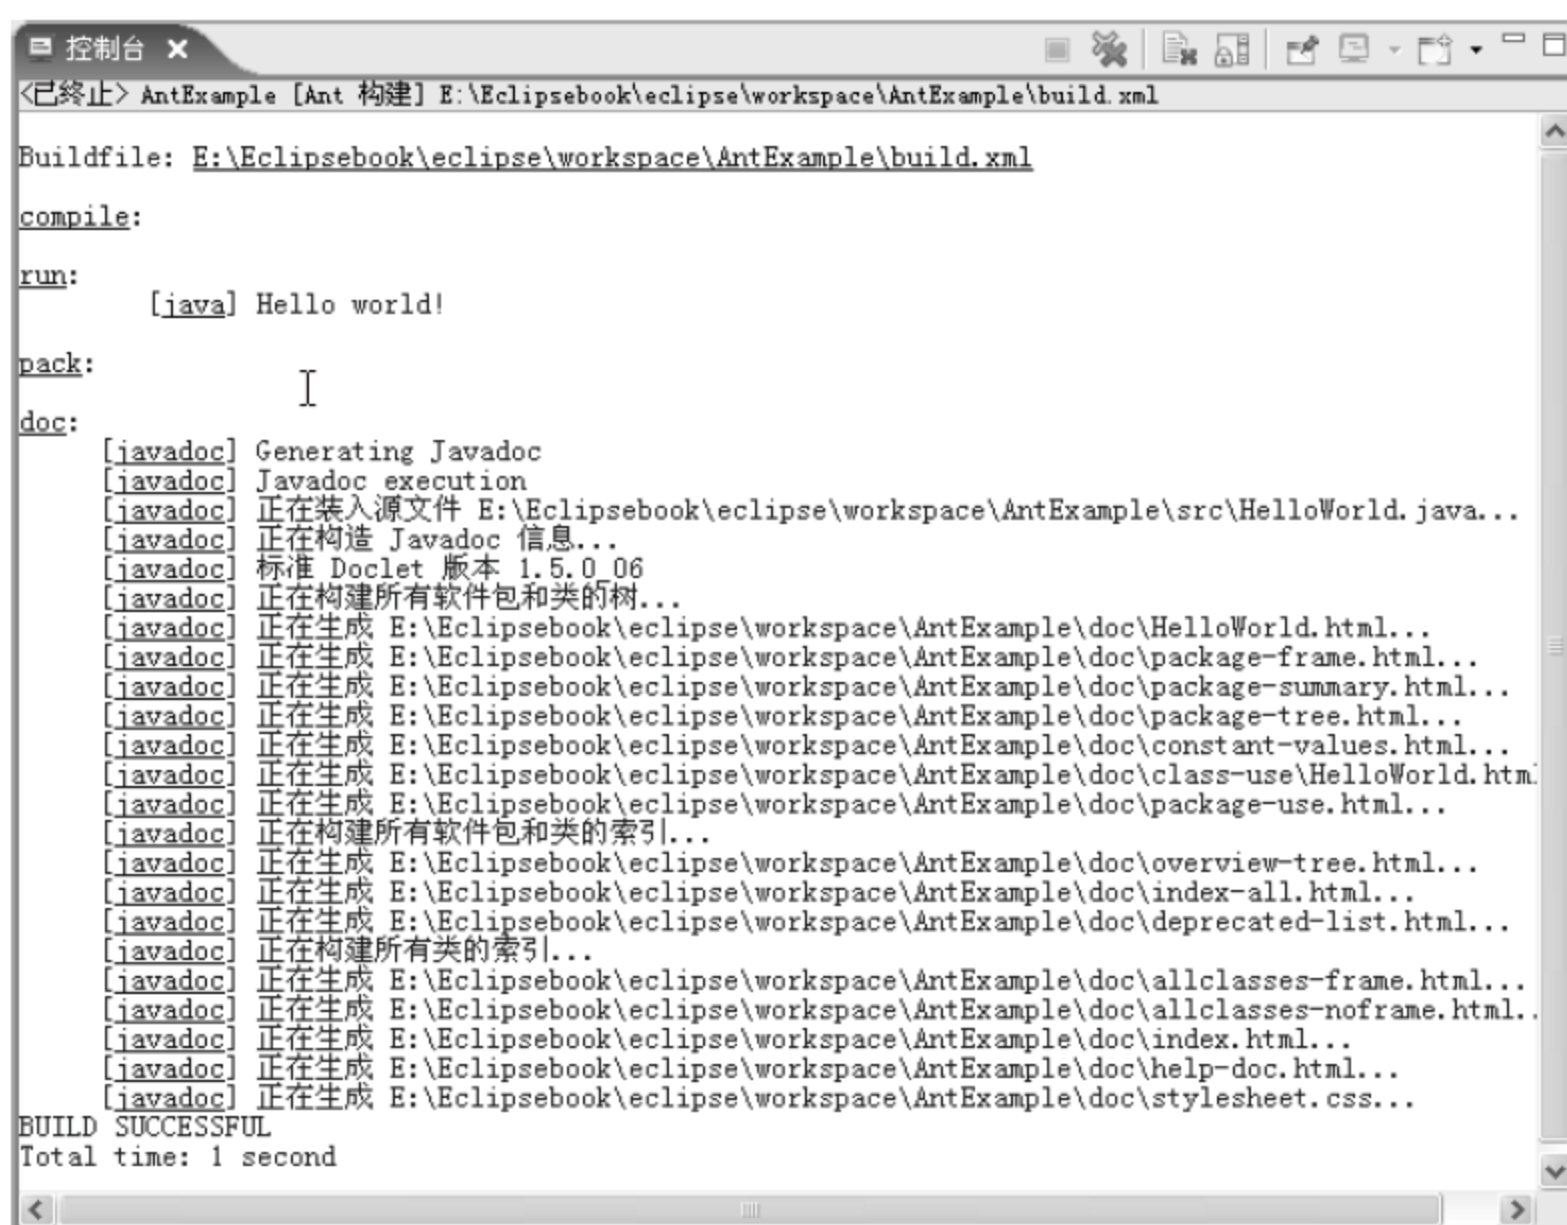 控制台
<已终止> AntExample [Ant 构建] E:\Eclipsebook\eclipse\workspace\AntExample\build.xml
Buildfile: E:\Eclipsebook\eclipse\workspace\AntExample\build.xml
compile:
run:
[java] Hello world!
pack:
doc:
[javadoc] Generating Javadoc
[javadoc] Javadoc execution
[javadoc] 正在装入源文件 E:\Eclipsebook\eclipse\workspace\AntExample\src\HelloWorld.java...
[javadoc] 正在构造 Javadoc 信息...
[javadoc] 标准 Doclet 版本 1.5.0_06
[javadoc] 正在构建所有软件包和类的树...
[javadoc] 正在生成 E:\Eclipsebook\eclipse\workspace\AntExample\doc\HelloWorld.html...
[javadoc] 正在生成 E:\Eclipsebook\eclipse\workspace\AntExample\doc\package-frame.html...
[javadoc] 正在生成 E:\Eclipsebook\eclipse\workspace\AntExample\doc\package-summary.html...
[javadoc] 正在生成 E:\Eclipsebook\eclipse\workspace\AntExample\doc\package-tree.html...
[javadoc] 正在生成 E:\Eclipsebook\eclipse\workspace\AntExample\doc\constant-values.html...
[javadoc] 正在生成 E:\Eclipsebook\eclipse\workspace\AntExample\doc\class-use\HelloWorld.html
[javadoc] 正在生成 E:\Eclipsebook\eclipse\workspace\AntExample\doc\package-use.html...
[javadoc] 正在构建所有软件包和类的索引...
[javadoc] 正在生成 E:\Eclipsebook\eclipse\workspace\AntExample\doc\overview-tree.html...
[javadoc] 正在生成 E:\Eclipsebook\eclipse\workspace\AntExample\doc\index-all.html...
[javadoc] 正在生成 E:\Eclipsebook\eclipse\workspace\AntExample\doc\deprecated-list.html...
[javadoc] 正在构建所有类的索引...
[javadoc] 正在生成 E:\Eclipsebook\eclipse\workspace\AntExample\doc\allclasses-frame.html...
[javadoc] 正在生成 E:\Eclipsebook\eclipse\workspace\AntExample\doc\allclasses-noframe.html..
[javadoc] 正在生成 E:\Eclipsebook\eclipse\workspace\AntExample\doc\index.html...
[javadoc] 正在生成 E:\Eclipsebook\eclipse\workspace\AntExample\doc\help-doc.html...
[javadoc] 正在生成 E:\Eclipsebook\eclipse\workspace\AntExample\doc\stylesheet.css...
BUILD SUCCESSFUL
Total time: 1 second